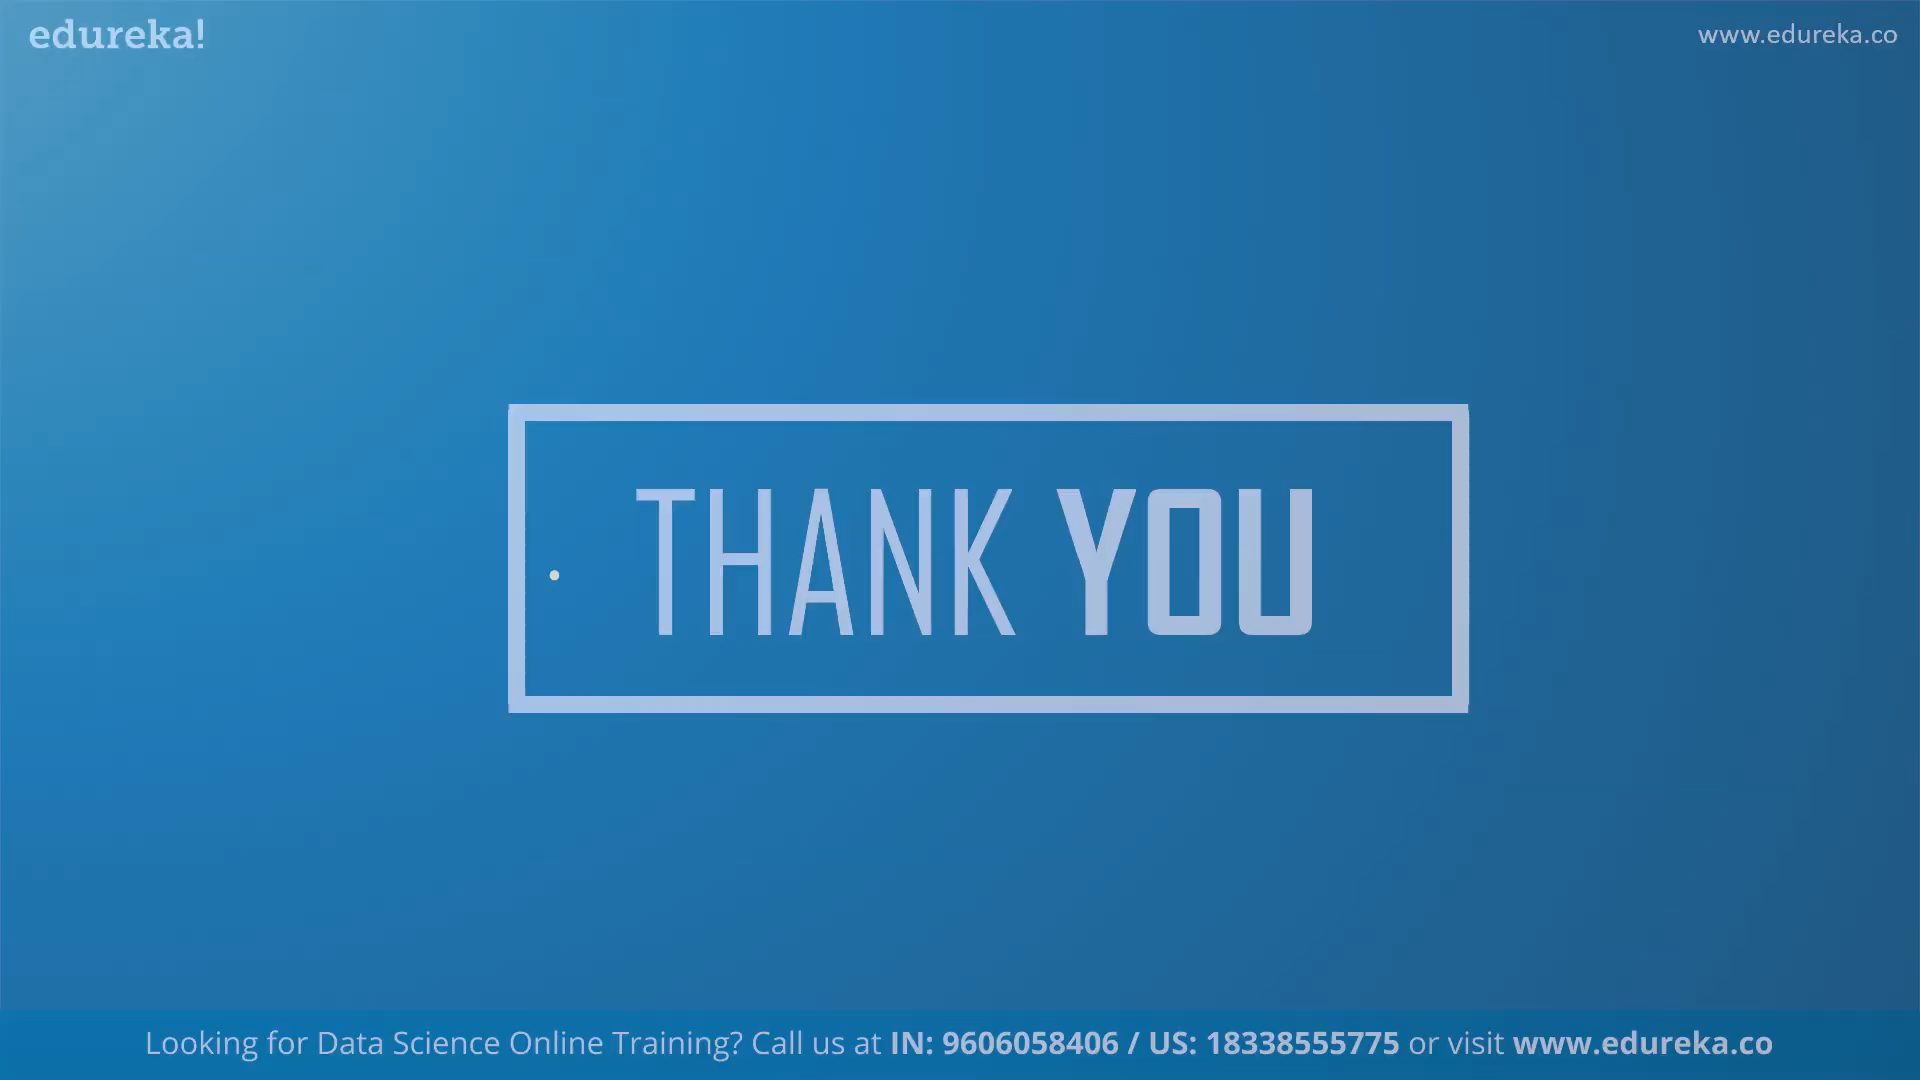 edureka!
www.edureka.co
THANK YOU
Looking for Data Science Online Training? Call us at IN: 9606058406 / US: 18338555775 or visit www.edureka.co